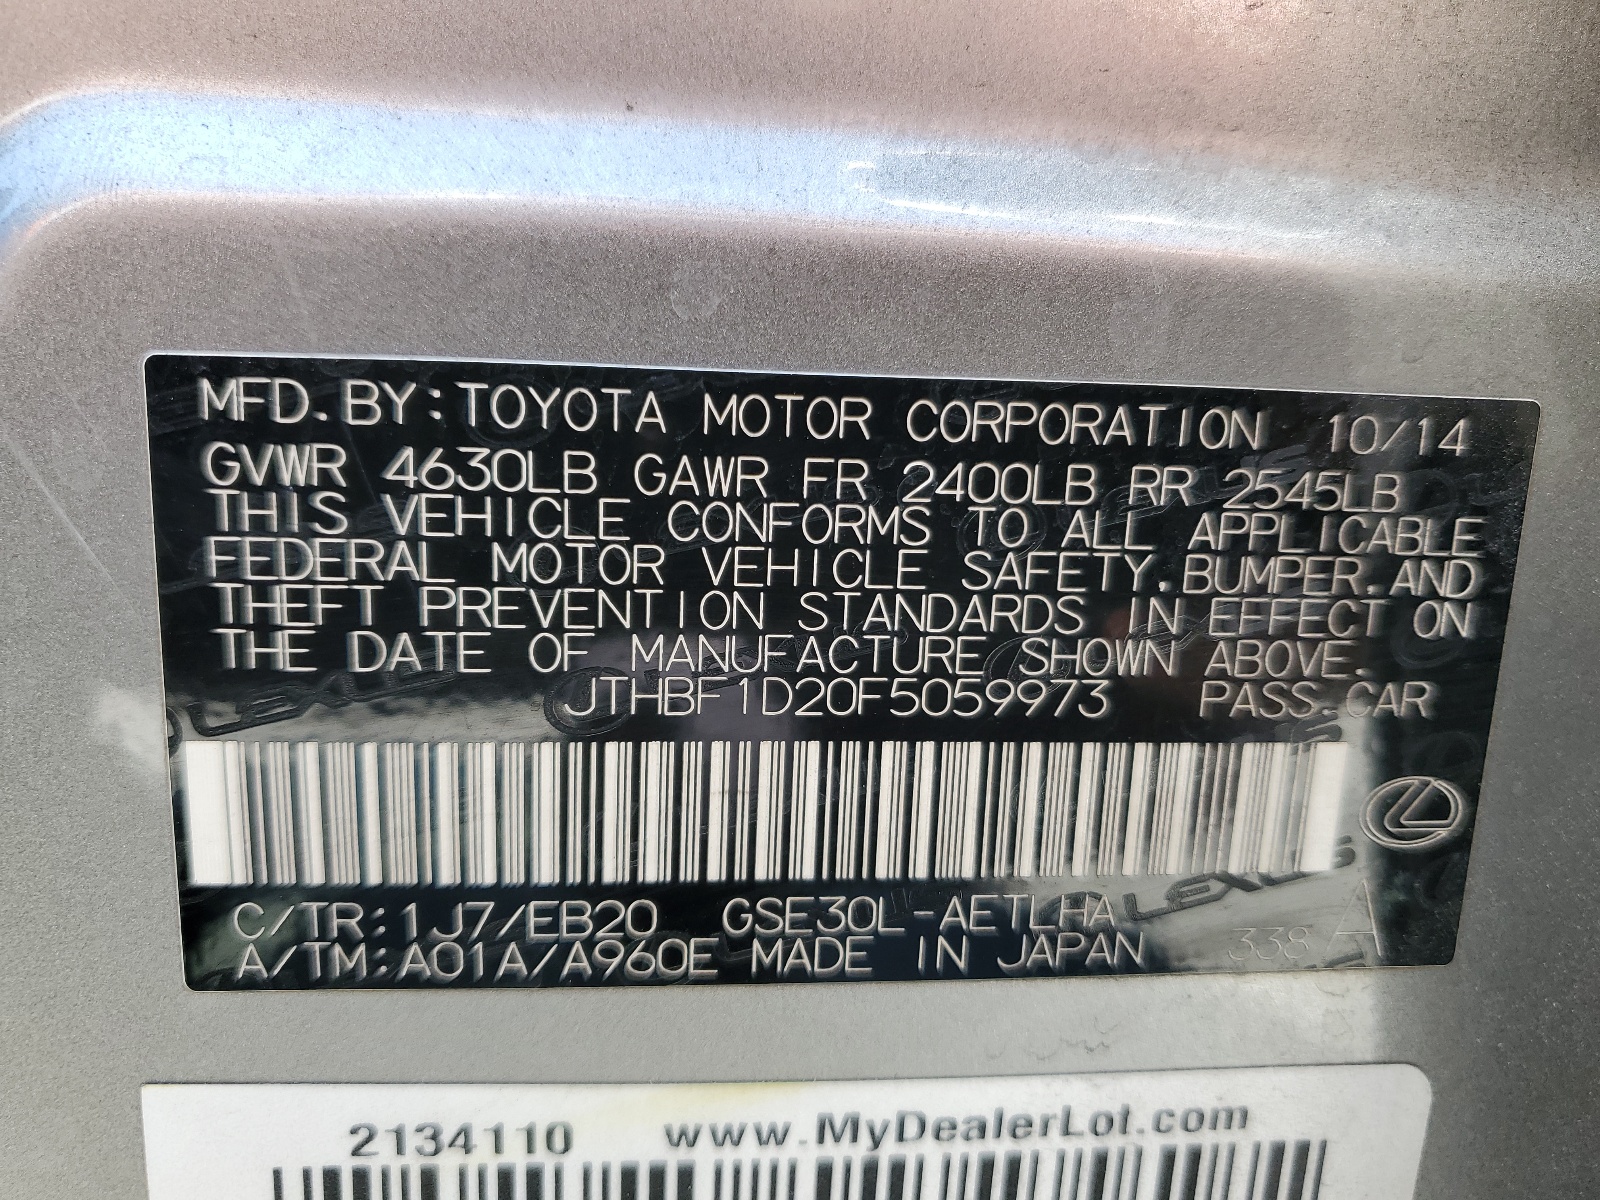 MFD. BY: TOYOTA MOTOR CORPORATION 10/14
GVWR 4630LB GAWR FR 2400LB RR 2545LB
THIS VEHICLE CONFORMS TO ALL APPLICABLE
FEDERAL MOTOR VEHICLE SAFETY, BUMPER, AND
THEFT PREVENTION STANDARDS IN EFFECT ON
THE DATE OF MANUFACTURE SHOWN ABOVE.
JTHBF1D20F5059973 PASS. CAR
C/TR: 1J7/EB20 GSE30L-AETLHA
A/TM: A01A/A960E MADE IN JAPAN 338 A
LEXUS
2134110 www.MyDealerLot.com